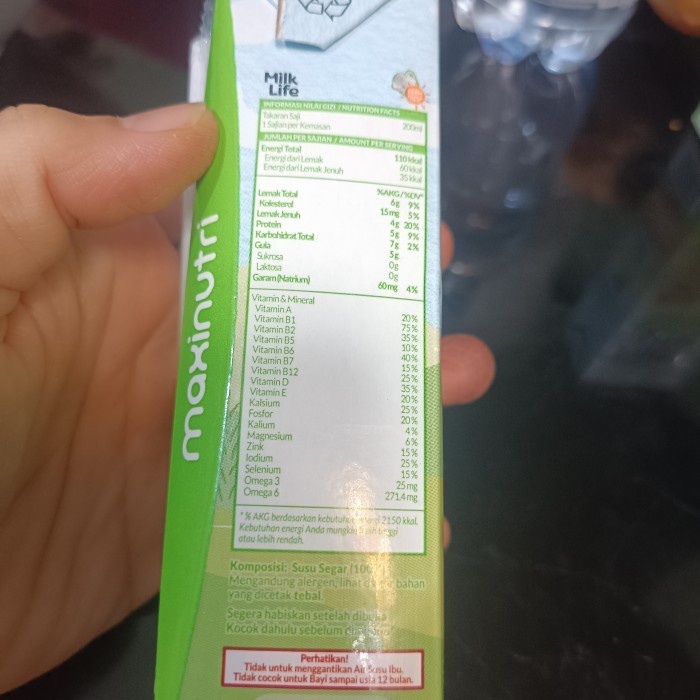 Milk
Life
INFORMASI NILAI GIZI / NUTRITION FACTS
Takaran Saji 200ml
1 Sajian per Kemasan
JUMLAH PER SAJIAN / AMOUNT PER SERVING
Energi Total 110 kkal
Energi dari Lemak 60 kkal
Energi dari Lemak Jenuh 35 kkal
%AKG/%DV*
Lemak Total 6g 9%
Kolesterol 15mg 5%
Lemak Jenuh 4g 20%
Protein 5g 9%
Karbohidrat Total 7g 2%
Gula 5g
Sukrosa 0g
Laktosa 0g
Garam (Natrium) 60mg 4%
Vitamin & Mineral
Vitamin A 20%
Vitamin B1 75%
Vitamin B2 35%
Vitamin B5 10%
Vitamin B6 40%
Vitamin B7 15%
Vitamin B12 25%
Vitamin D 35%
Vitamin E 20%
Kalsium 25%
Fosfor 20%
Kalium 4%
Magnesium 6%
Zink 15%
Iodium 25%
Selenium 15%
Omega 3 25 mg
Omega 6 271.4 mg
*% AKG berdasarkan kebutuhan 2150 kkal.
Kebutuhan energi Anda mungkin
atau lebih rendah.
Komposisi: Susu Segar
Mengandung alergen, lihat bahan
yang dicetak tebal.
Segera habiskan setelah dibuka
Kocok dahulu sebelum
Perhatikan!
Tidak untuk menggantikan Air Susu Ibu.
Tidak cocok untuk Bayi sampai usia 12 bulan.
maxinutri